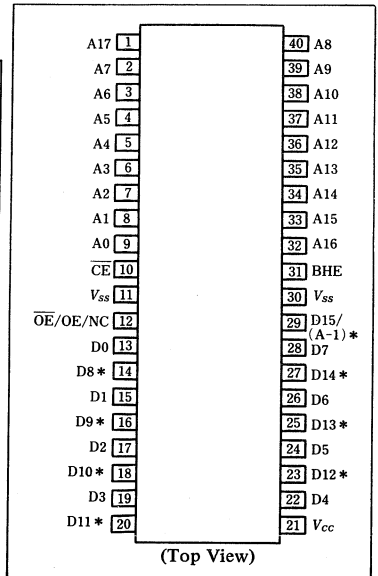 A17 1 40 A8
A7 2 39 A9
A6 3 38 A10
A5 4 37 A11
A4 5 36 A12
A3 6 35 A13
A2 7 34 A14
A1 8 33 A15
A0 9 32 A16
C̅E̅ 10 31 BHE
Vss 11 30 Vss
O̅E̅/OE/NC 12 29 D15/
(A-1)*
D0 13 28 D7
D8* 14 27 D14*
D1 15 26 D6
D9* 16 25 D13*
D2 17 24 D5
D10* 18 23 D12*
D3 19 22 D4
D11* 20 21 Vcc
(Top View)